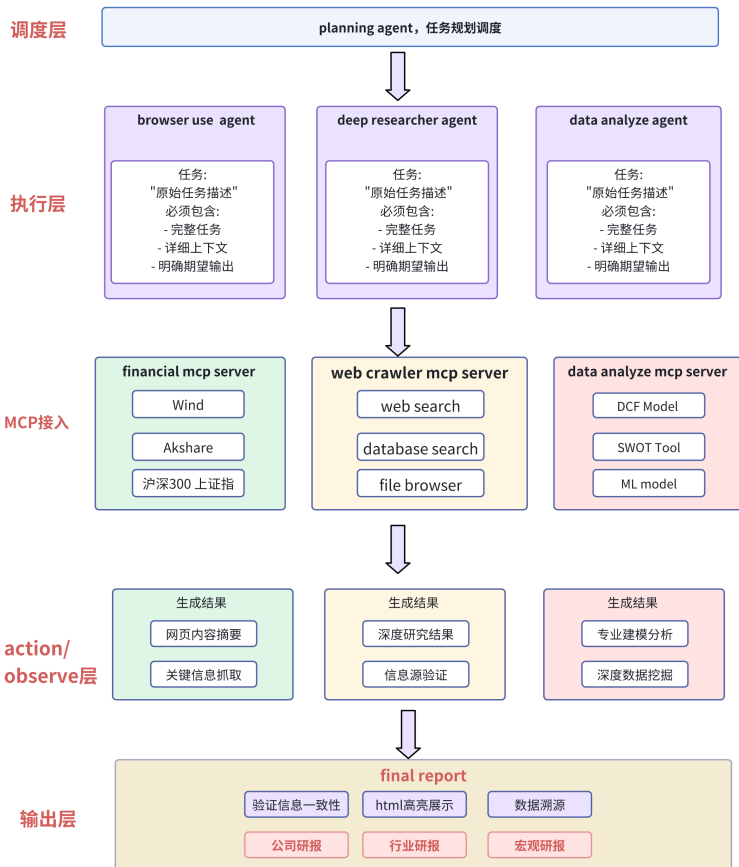 调度层
planning agent，任务规划调度
执行层
browser use agent
任务:
"原始任务描述"
必须包含:
- 完整任务
- 详细上下文
- 明确期望输出
deep researcher agent
任务:
"原始任务描述"
必须包含:
- 完整任务
- 详细上下文
- 明确期望输出
data analyze agent
任务:
"原始任务描述"
必须包含:
- 完整任务
- 详细上下文
- 明确期望输出
MCP接入
financial mcp server
Wind
Akshare
沪深300 上证指
web crawler mcp server
web search
database search
file browser
data analyze mcp server
DCF Model
SWOT Tool
ML model
action/
observe层
生成结果
网页内容摘要
关键信息抓取
生成结果
深度研究结果
信息源验证
生成结果
专业建模分析
深度数据挖掘
输出层
final report
验证信息一致性
html高亮展示
数据溯源
公司研报
行业研报
宏观研报